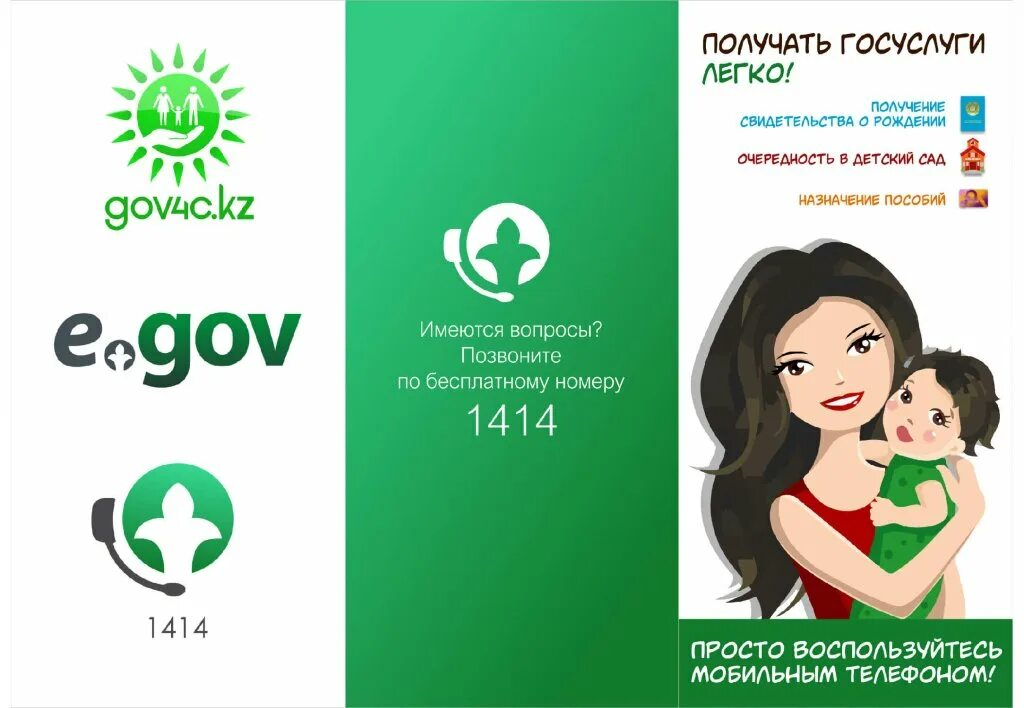 gov4c.kz
e.gov
1414
Имеются вопросы?
Позвоните
по бесплатному номеру
1414
ПОЛУЧАТЬ ГОСУСЛУГИ
ЛЕГКО!
ПОЛУЧЕНИЕ
СВИДЕТЕЛЬСТВА О РОЖДЕНИИ
ОЧЕРЕДНОСТЬ В ДЕТСКИЙ САД
НАЗНАЧЕНИЕ ПОСОБИЙ
ПРОСТО ВОСПОЛЬЗУЙТЕСЬ
МОБИЛЬНЫМ ТЕЛЕФОНОМ!